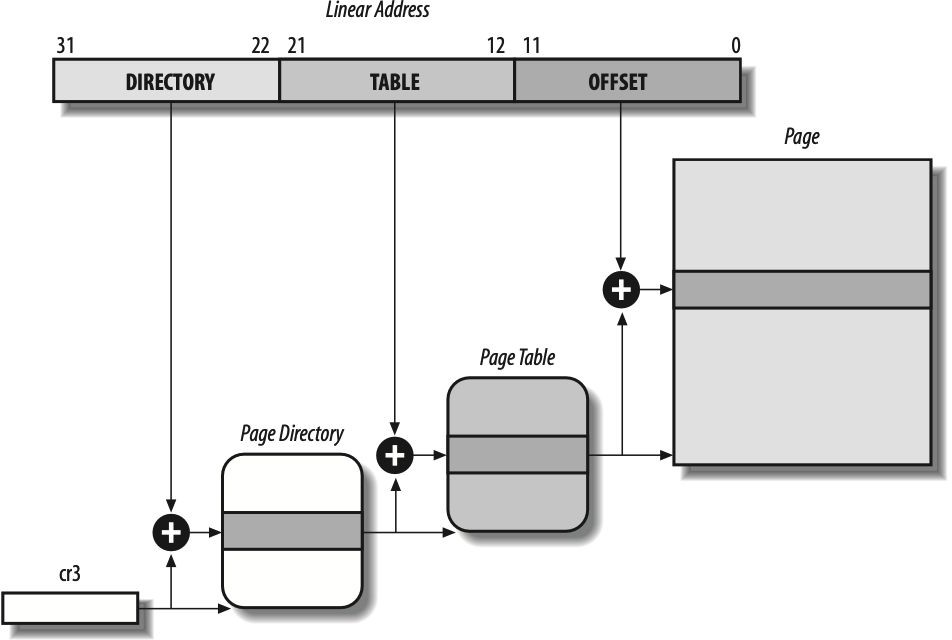 Linear Address
31 22 21 12 11 0
DIRECTORY TABLE OFFSET
Page
+
Page Table
Page Directory
+
+
cr3